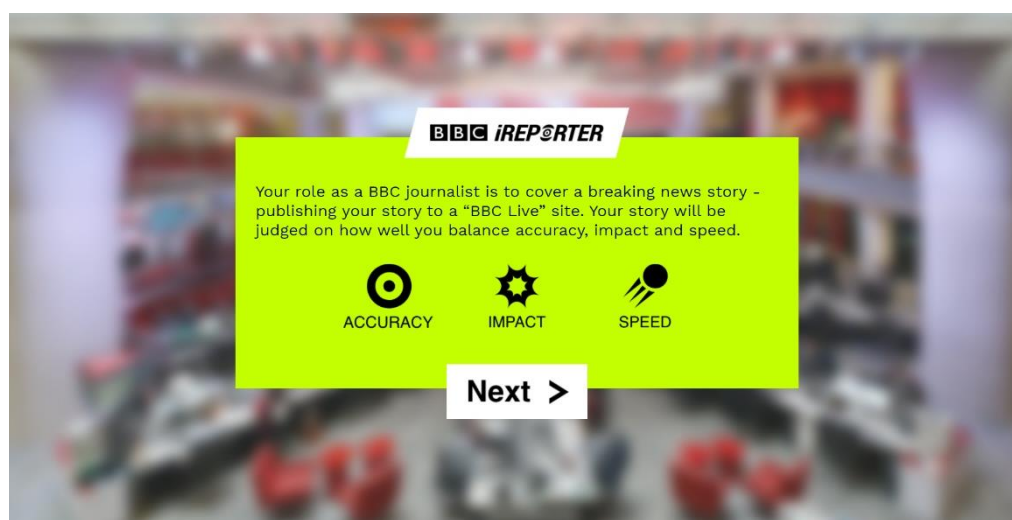 BBC iREPORTER
Your role as a BBC journalist is to cover a breaking news story -
publishing your story to a “BBC Live” site. Your story will be
judged on how well you balance accuracy, impact and speed.
ACCURACY IMPACT SPEED
Next >